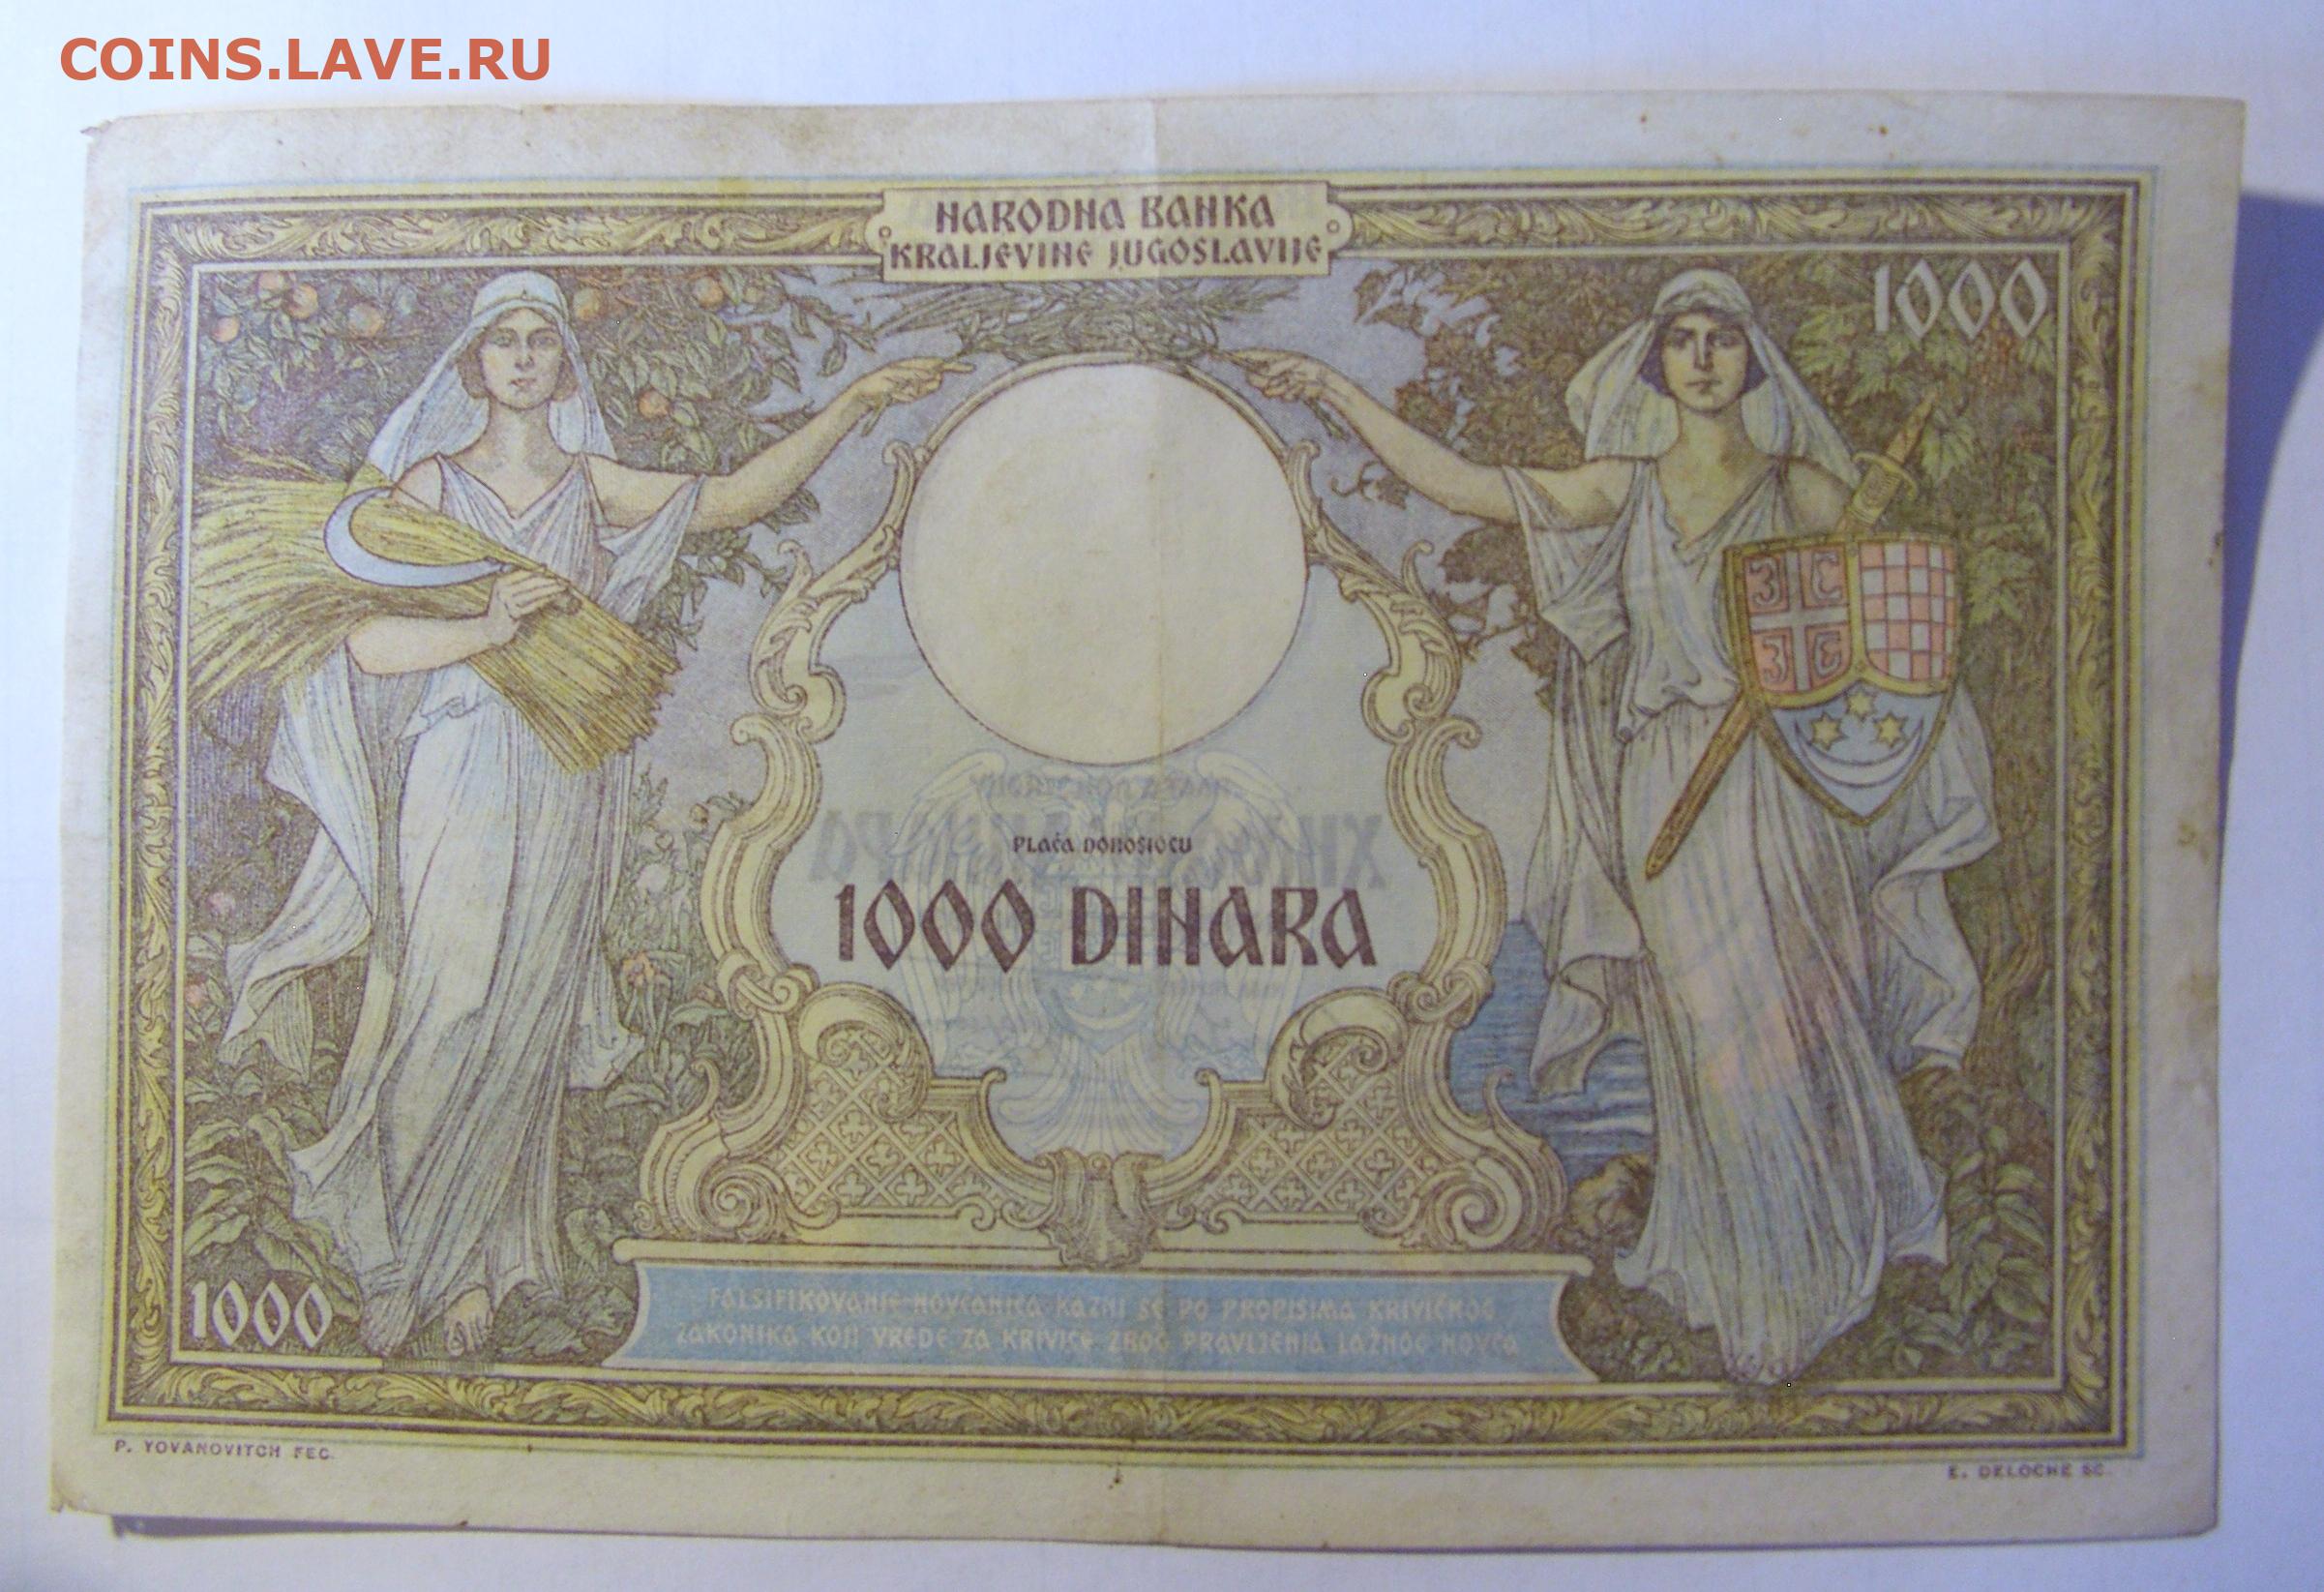 COINS.LAVE.RU
NARODNA BANKA
KRALJEVINE JUGOSLAVIJE
1000
PLAĆA DONOSIOCU
1000 DINARA
1000
FALSIFIKOVANJE NOVČANICA KAZNI SE PO PROPISIMA KRIVIČNOG
ZAKONIKA KOJI VREDE ZA KRIVICE ZBOG PRAVLJENJA LAŽNOG NOVCA
P. YOVANOVITCH FEC.
E. DELOCHE SC.